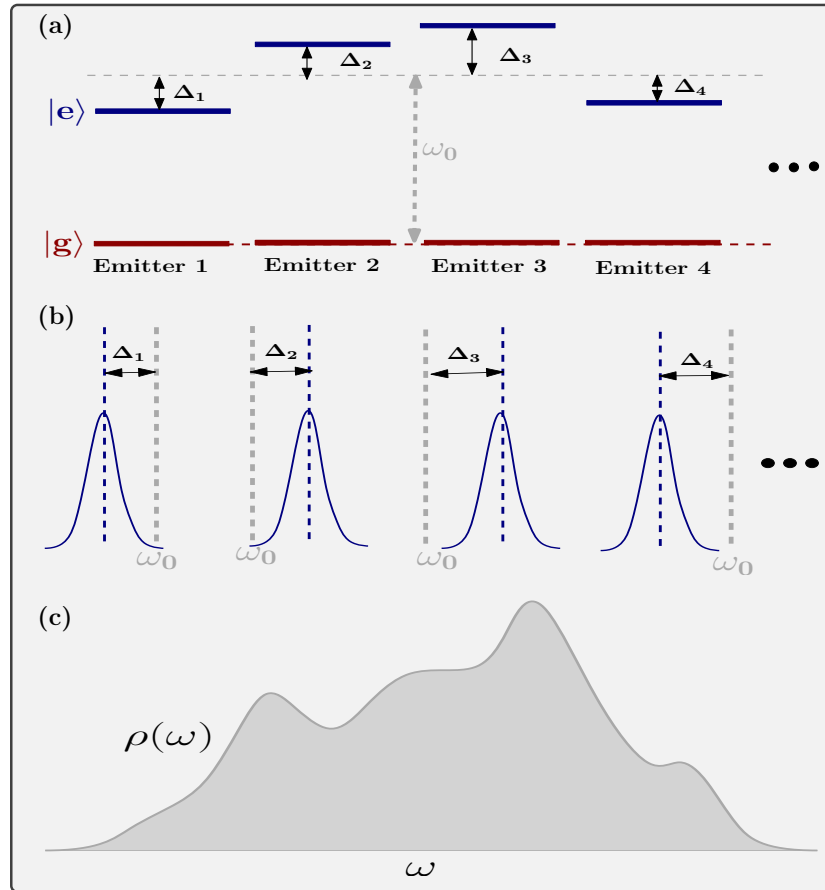 (a)
Δ₁ Δ₂ Δ₃ Δ₄
|e⟩
ω₀
|g⟩
Emitter 1 Emitter 2 Emitter 3 Emitter 4
(b)
Δ₁ Δ₂ Δ₃ Δ₄
ω₀ ω₀ ω₀ ω₀
(c)
ρ(ω)
ω